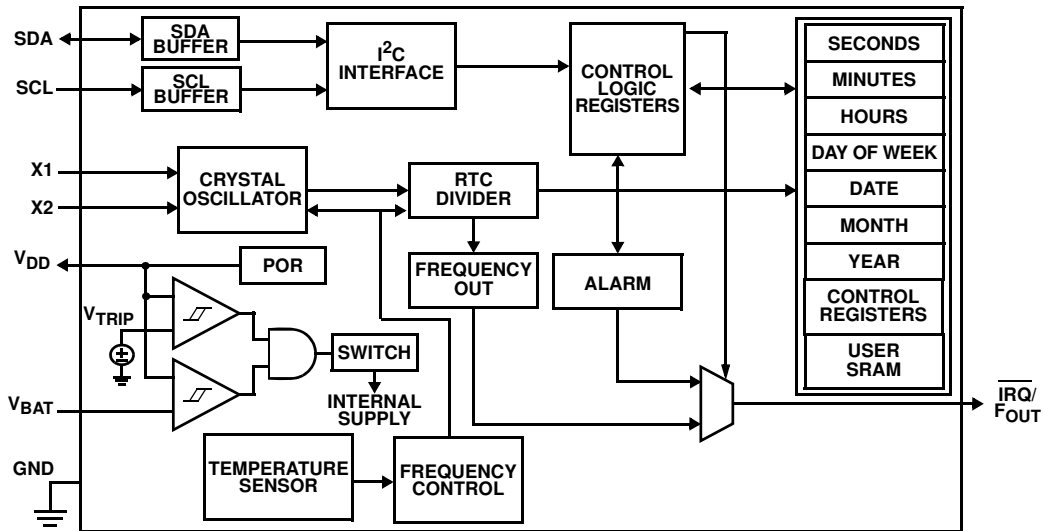 SDA
SDA
BUFFER
SCL
SCL
BUFFER
I²C
INTERFACE
CONTROL
LOGIC
REGISTERS
SECONDS
MINUTES
HOURS
DAY OF WEEK
DATE
MONTH
YEAR
CONTROL
REGISTERS
USER
SRAM
X1
X2
CRYSTAL
OSCILLATOR
RTC
DIVIDER
VDD
POR
FREQUENCY
OUT
ALARM
VTRIP
SWITCH
INTERNAL
SUPPLY
VBAT
IRQ/
FOUT
GND
TEMPERATURE
SENSOR
FREQUENCY
CONTROL